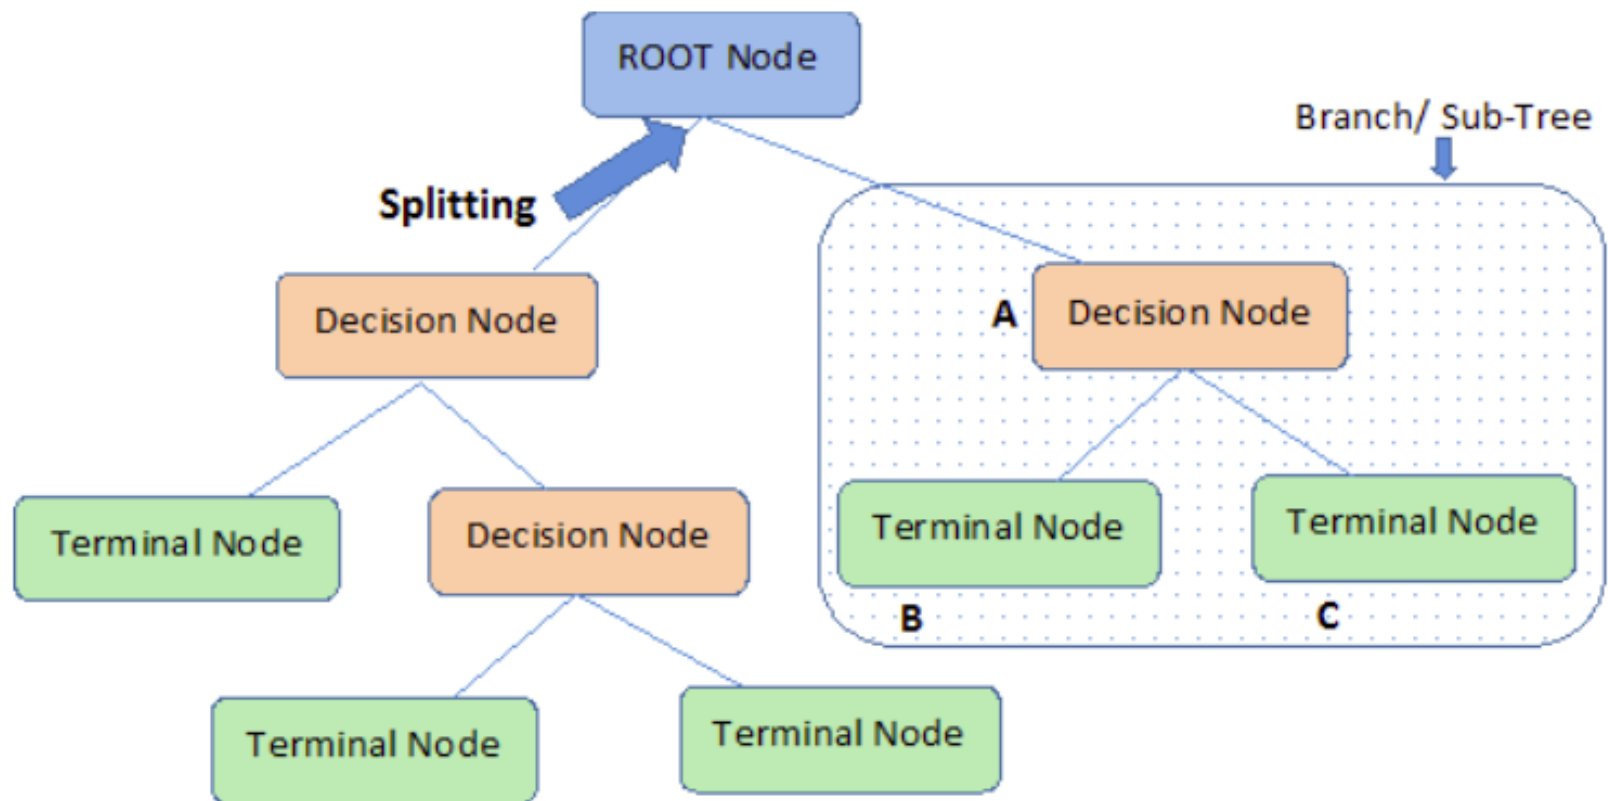 ROOT Node
Branch/ Sub-Tree
Splitting
Decision Node
A
Decision Node
Terminal Node
Decision Node
Terminal Node
Terminal Node
B
C
Terminal Node
Terminal Node